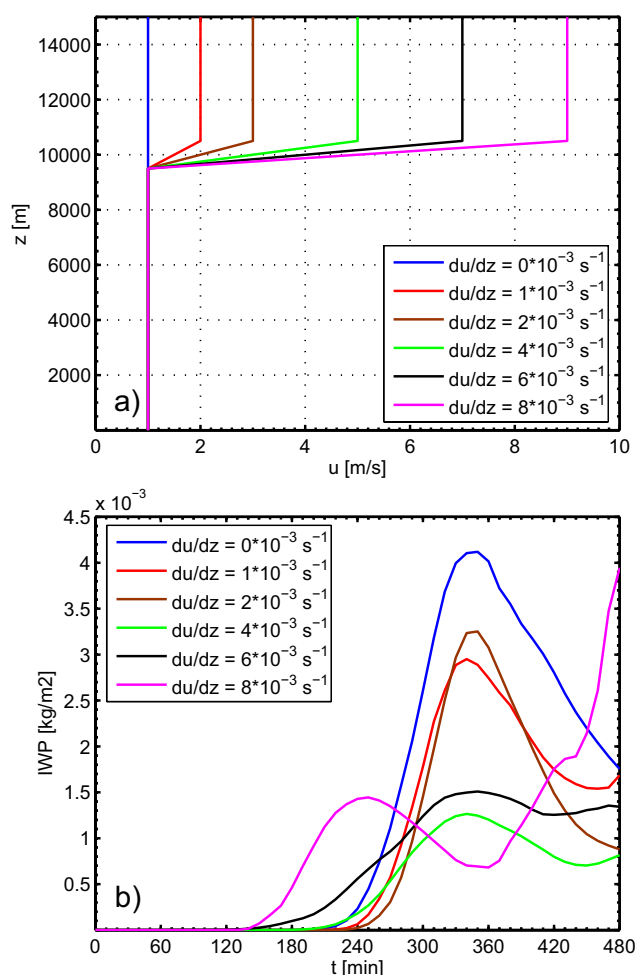 14000
12000
10000
8000
6000
4000
2000
z [m]
du/dz = 0*10⁻³ s⁻¹
du/dz = 1*10⁻³ s⁻¹
du/dz = 2*10⁻³ s⁻¹
du/dz = 4*10⁻³ s⁻¹
du/dz = 6*10⁻³ s⁻¹
du/dz = 8*10⁻³ s⁻¹
a)
0 2 4 6 8 10
u [m/s]
x 10⁻³
4.5
4
3.5
3
2.5
2
1.5
1
0.5
IWP [kg/m2]
du/dz = 0*10⁻³ s⁻¹
du/dz = 1*10⁻³ s⁻¹
du/dz = 2*10⁻³ s⁻¹
du/dz = 4*10⁻³ s⁻¹
du/dz = 6*10⁻³ s⁻¹
du/dz = 8*10⁻³ s⁻¹
b)
0 60 120 180 240 300 360 420 480
t [min]